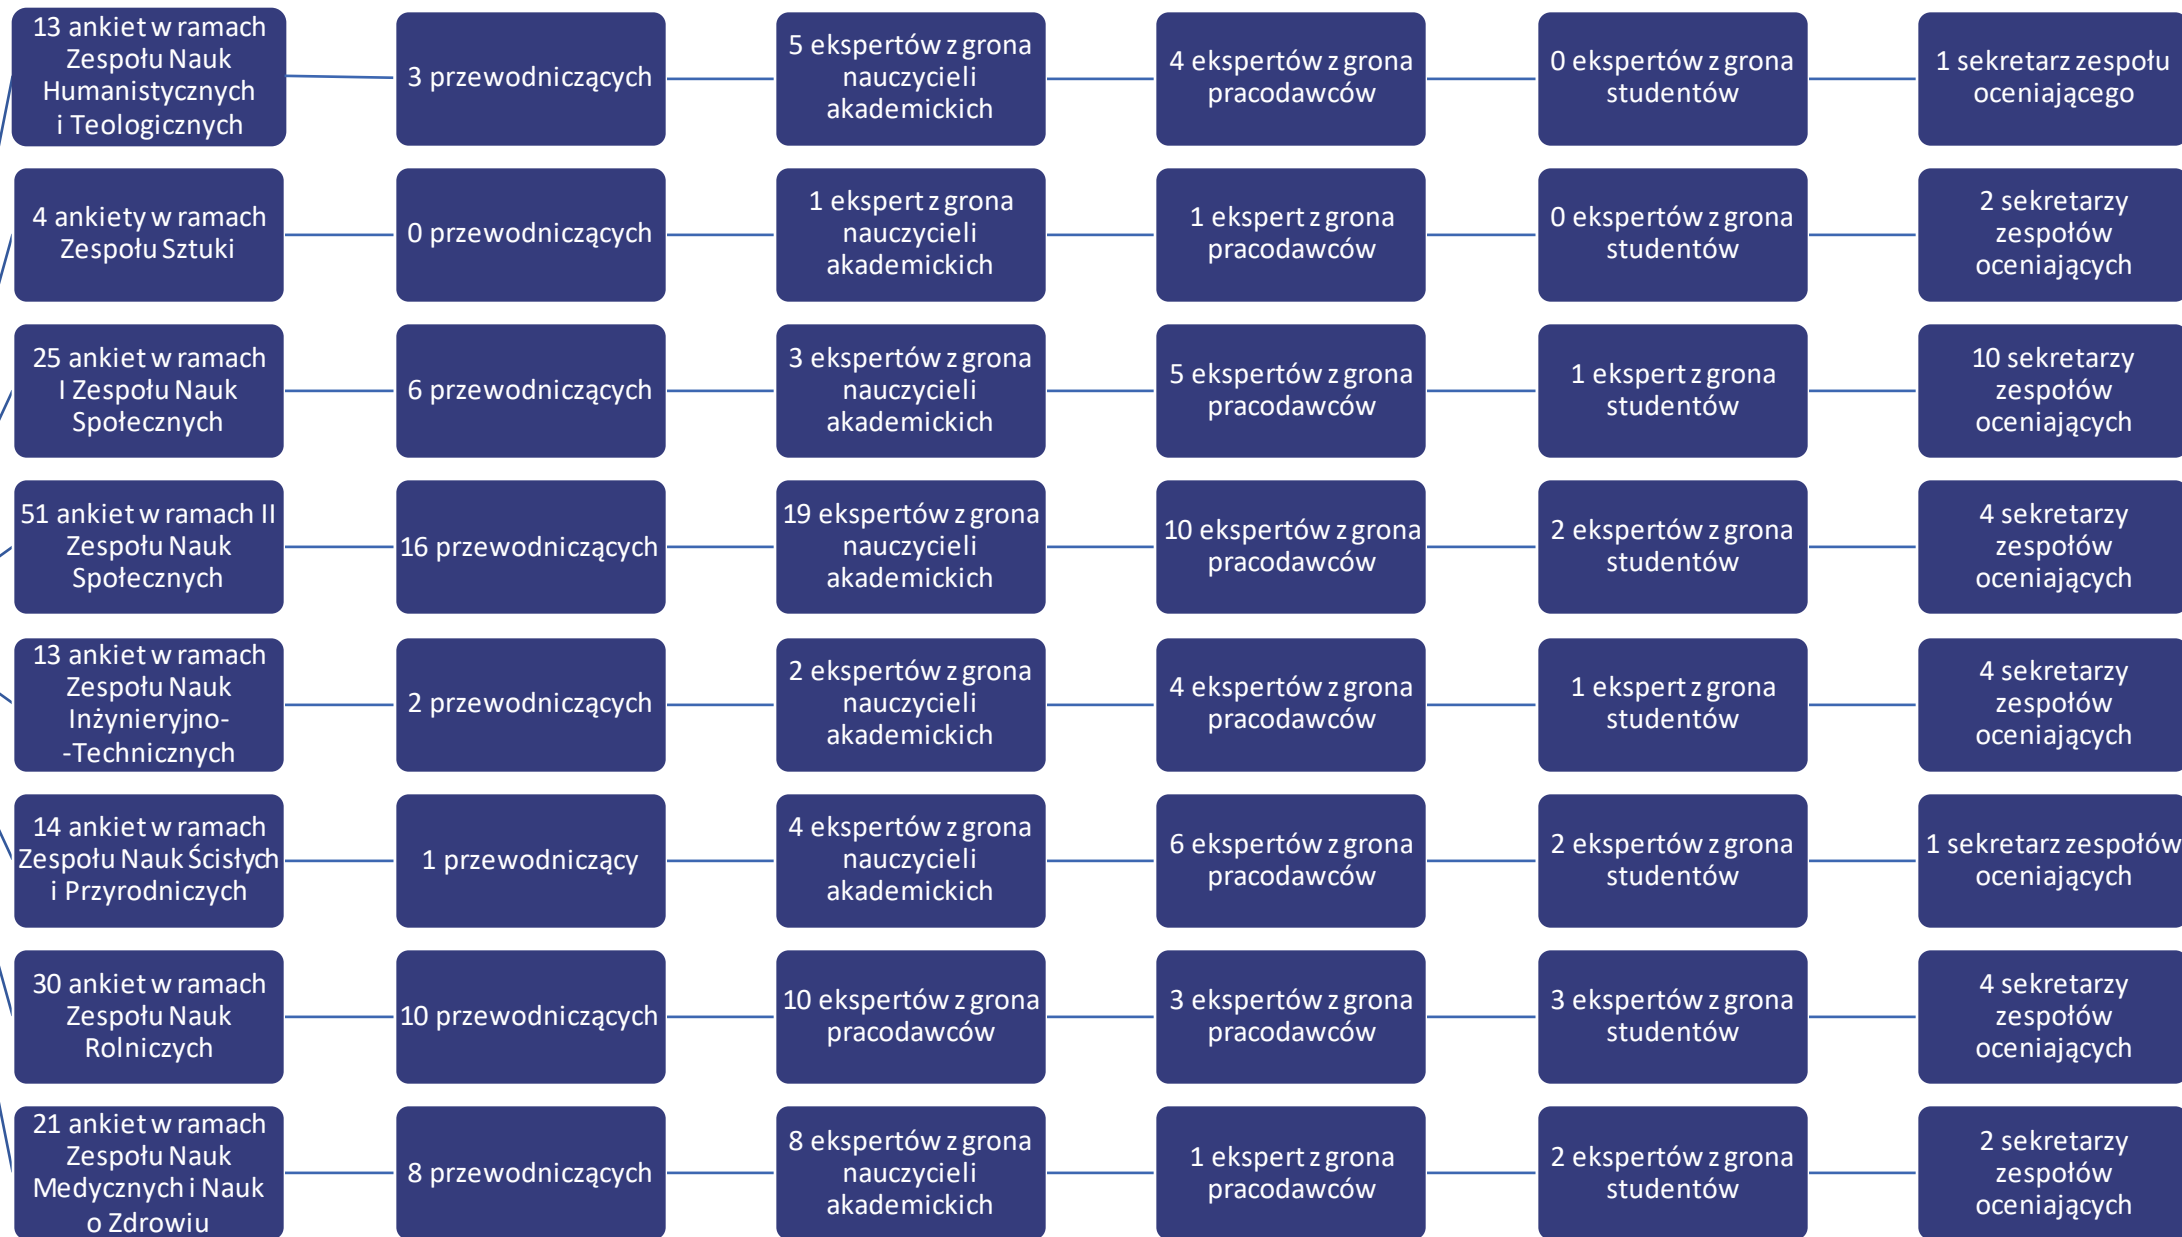 13 ankiet w ramach
Zespołu Nauk
Humanistycznych
i Teologicznych
3 przewodniczących
5 ekspertów z grona
nauczycieli
akademickich
4 ekspertów z grona
pracodawców
0 ekspertów z grona
studentów
1 sekretarz zespołu
oceniającego
4 ankiety w ramach
Zespołu Sztuki
0 przewodniczących
1 ekspert z grona
nauczycieli
akademickich
1 ekspert z grona
pracodawców
0 ekspertów z grona
studentów
2 sekretarzy
zespołów
oceniających
25 ankiet w ramach
I Zespołu Nauk
Społecznych
6 przewodniczących
3 ekspertów z grona
nauczycieli
akademickich
5 ekspertów z grona
pracodawców
1 ekspert z grona
studentów
10 sekretarzy
zespołów
oceniających
51 ankiet w ramach II
Zespołu Nauk
Społecznych
16 przewodniczących
19 ekspertów z grona
nauczycieli
akademickich
10 ekspertów z grona
pracodawców
2 ekspertów z grona
studentów
4 sekretarzy
zespołów
oceniających
13 ankiet w ramach
Zespołu Nauk
Inżynieryjno-
-Technicznych
2 przewodniczących
2 ekspertów z grona
nauczycieli
akademickich
4 ekspertów z grona
pracodawców
1 ekspert z grona
studentów
4 sekretarzy
zespołów
oceniających
14 ankiet w ramach
Zespołu Nauk Ścisłych
i Przyrodniczych
1 przewodniczący
4 ekspertów z grona
nauczycieli
akademickich
6 ekspertów z grona
pracodawców
2 ekspertów z grona
studentów
1 sekretarz zespołów
oceniających
30 ankiet w ramach
Zespołu Nauk
Rolniczych
10 przewodniczących
10 ekspertów z grona
pracodawców
3 ekspertów z grona
pracodawców
3 ekspertów z grona
studentów
4 sekretarzy
zespołów
oceniających
21 ankiet w ramach
Zespołu Nauk
Medycznych i Nauk
o Zdrowiu
8 przewodniczących
8 ekspertów z grona
nauczycieli
akademickich
1 ekspert z grona
pracodawców
2 ekspertów z grona
studentów
2 sekretarzy
zespołów
oceniających